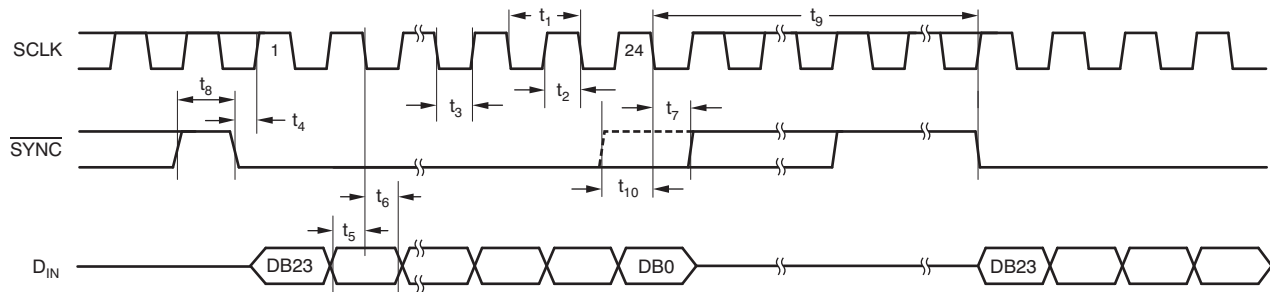 t1
t9
SCLK
1
24
t8
t3
t2
t7
t4
SYNC
t10
t6
t5
DIN
DB23
DB0
DB23